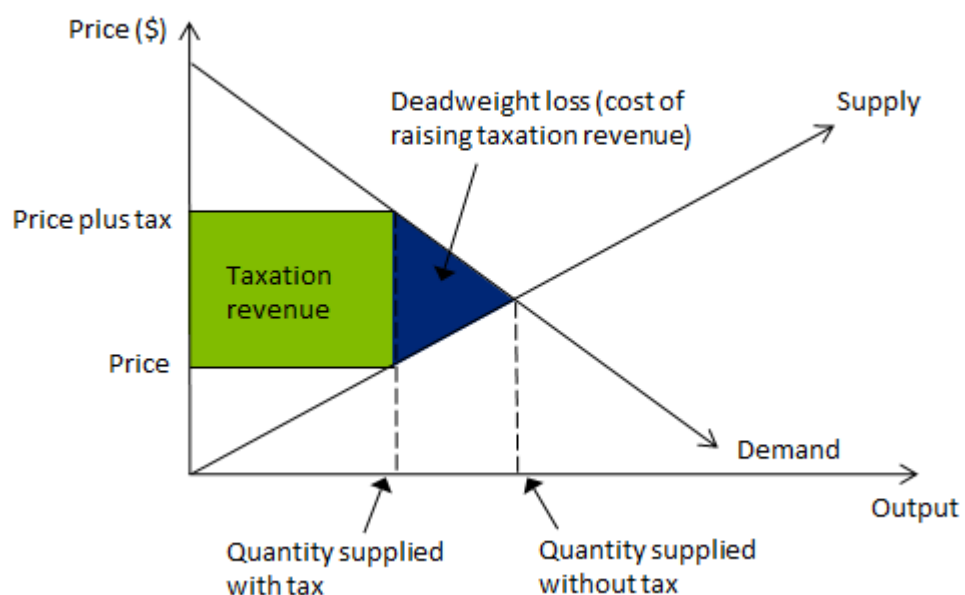 Price ($)
Deadweight loss (cost of
raising taxation revenue)
Supply
Price plus tax
Taxation
revenue
Price
Demand
Output
Quantity supplied
with tax
Quantity supplied
without tax